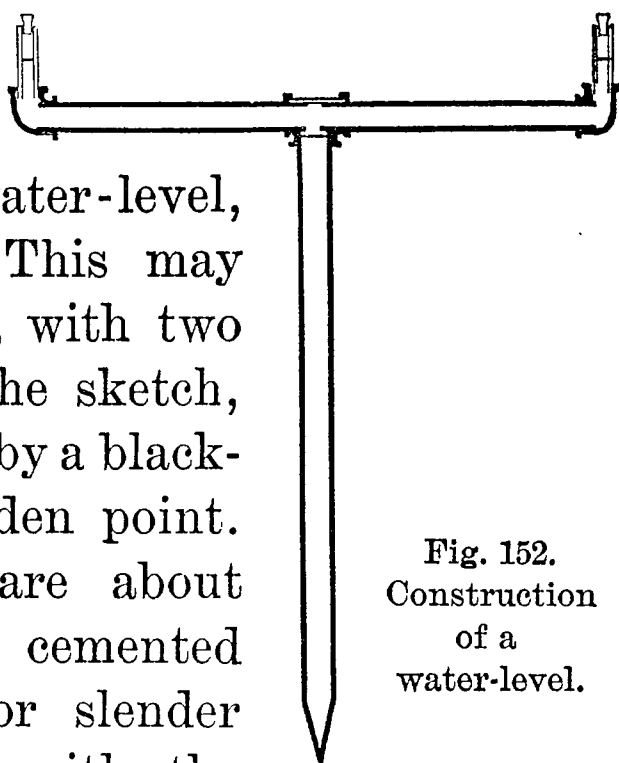 ater-level,
This may
with two
he sketch,
by a black-
den point.
are about
cemented
or slender
Fig. 152.
Construction
of a
water-level.